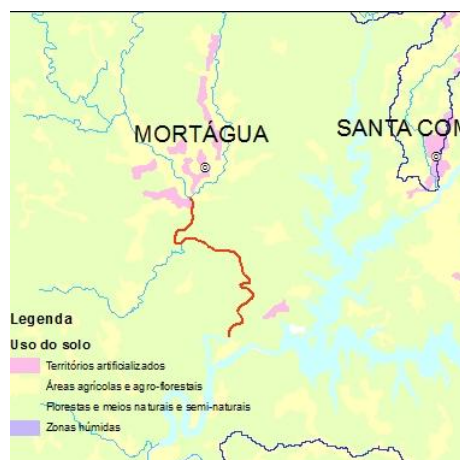 MORTÁGUA
SANTA COM
Legenda
Uso do solo
Territórios artificializados
Áreas agrícolas e agro-florestais
Florestas e meios naturais e semi-naturais
Zonas húmidas